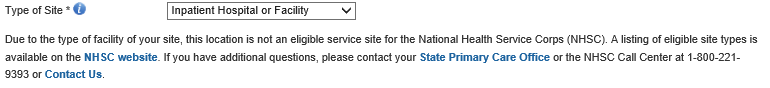 Type of Site * Inpatient Hospital or Facility
Due to the type of facility of your site, this location is not an eligible service site for the National Health Service Corps (NHSC). A listing of eligible site types is
available on the NHSC website. If you have additional questions, please contact your State Primary Care Office or the NHSC Call Center at 1-800-221-
9393 or Contact Us.